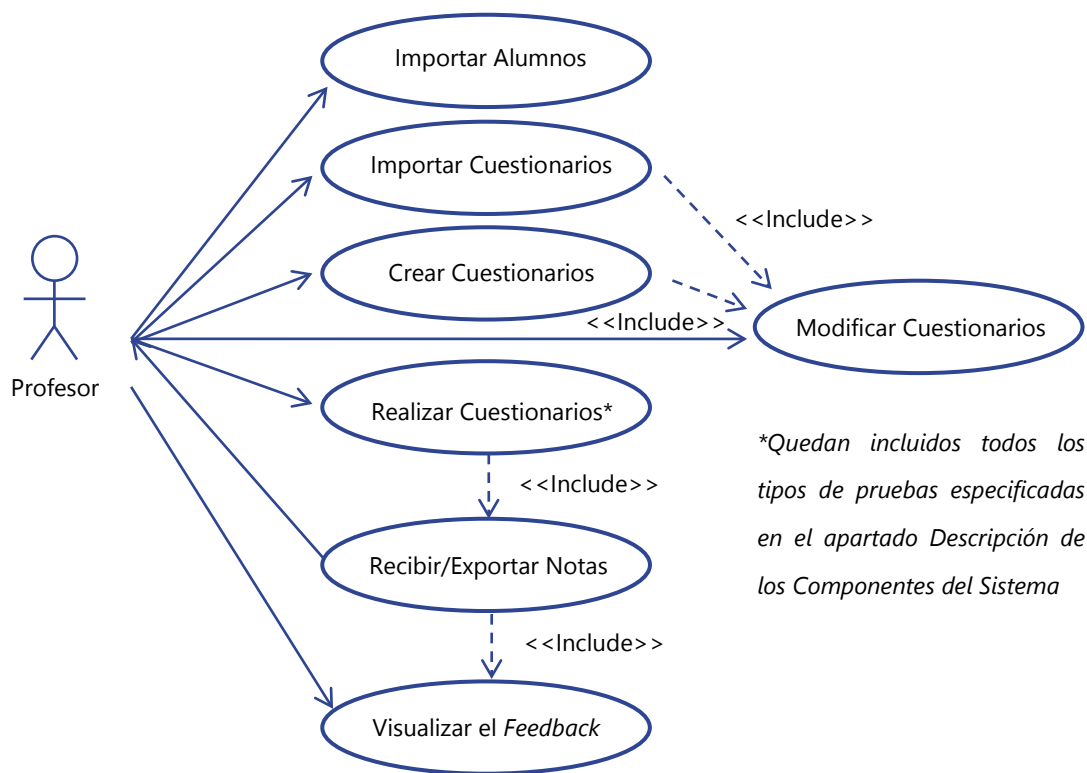 Importar Alumnos
Importar Cuestionarios
<<Include>>
Crear Cuestionarios
<<Include>>
Modificar Cuestionarios
Profesor
Realizar Cuestionarios*
*Quedan incluidos todos los
tipos de pruebas especificadas
en el apartado Descripción de
los Componentes del Sistema
<<Include>>
Recibir/Exportar Notas
<<Include>>
Visualizar el Feedback